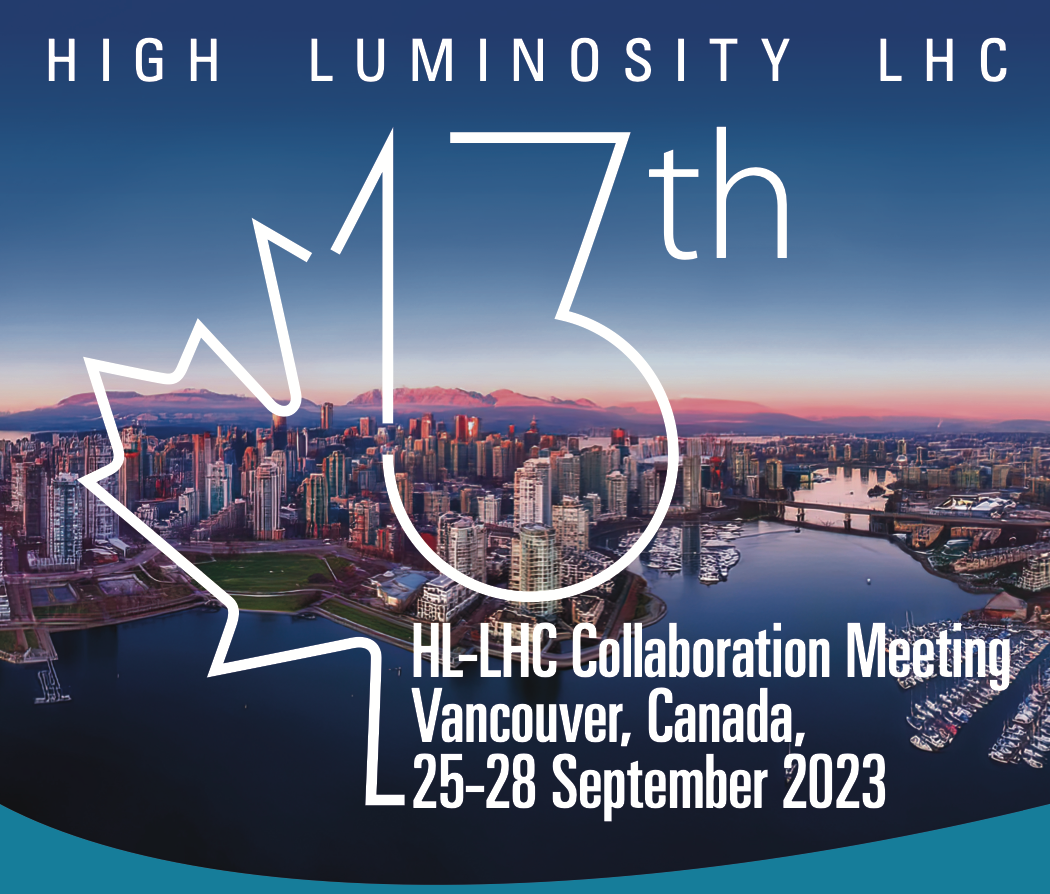 HIGH LUMINOSITY LHC
13th
HL-LHC Collaboration Meeting
Vancouver, Canada,
25-28 September 2023